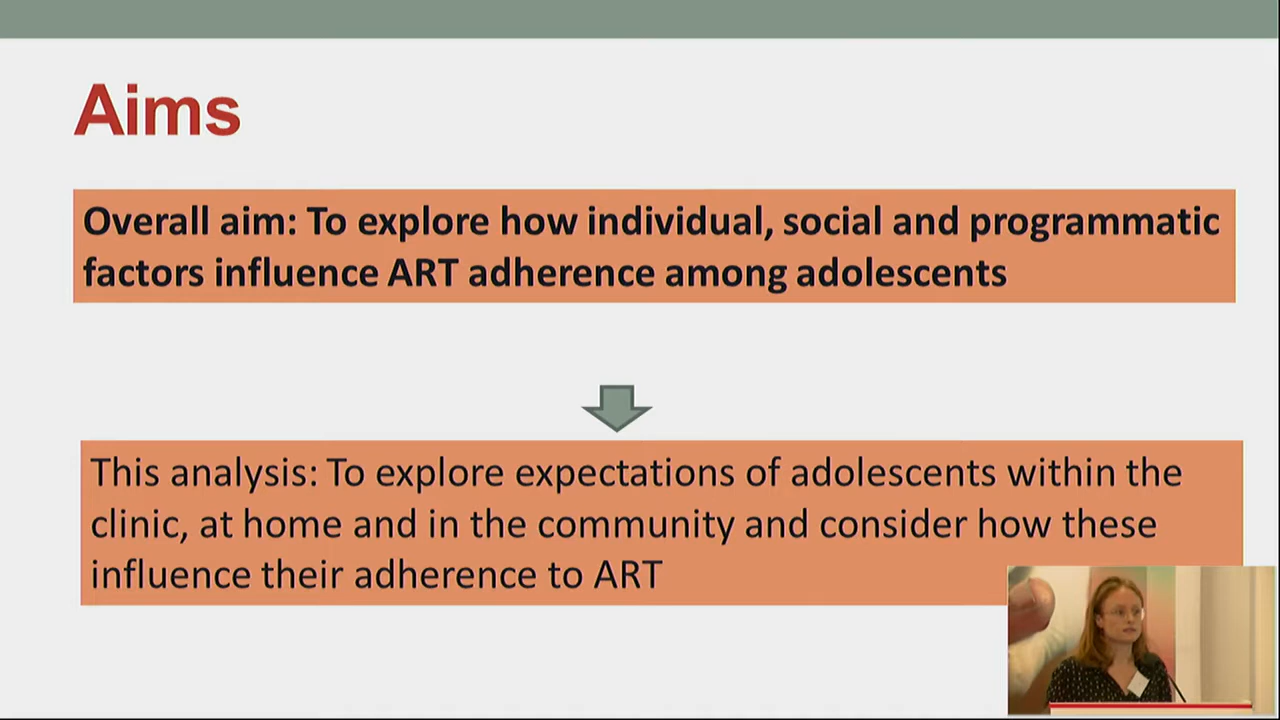 Aims
Overall aim: To explore how individual, social and programmatic
factors influence ART adherence among adolescents
This analysis: To explore expectations of adolescents within the
clinic, at home and in the community and consider how these
influence their adherence to ART